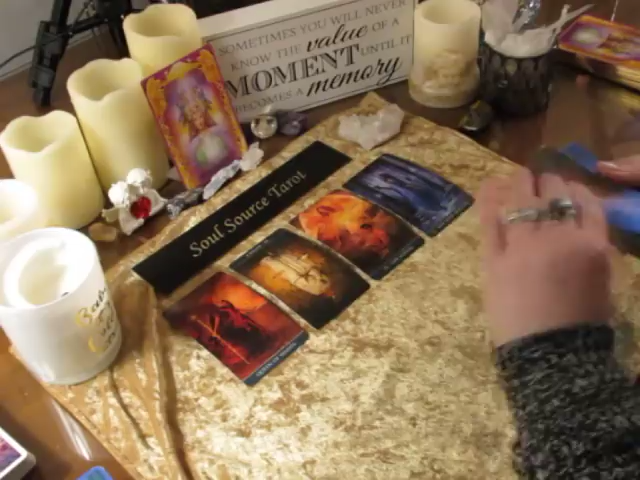 SOMETIMES YOU WILL NEVER
KNOW THE value OF A
MOMENT UNTIL IT
BECOMES A memory
Soul Source Tarot